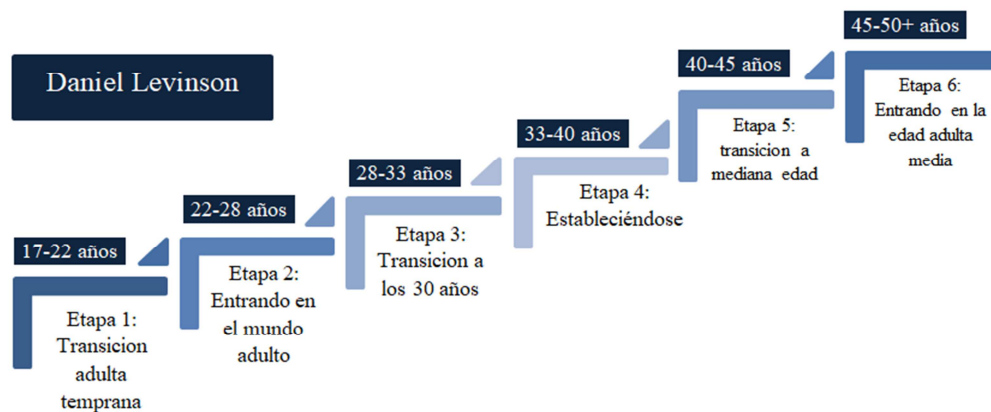 Daniel Levinson
17-22 años
Etapa 1:
Transicion
adulta
temprana
22-28 años
Etapa 2:
Entrando en
el mundo
adulto
28-33 años
Etapa 3:
Transicion a
los 30 años
33-40 años
Etapa 4:
Estableciéndose
40-45 años
Etapa 5:
transicion a
mediana edad
45-50+ años
Etapa 6:
Entrando en la
edad adulta
media